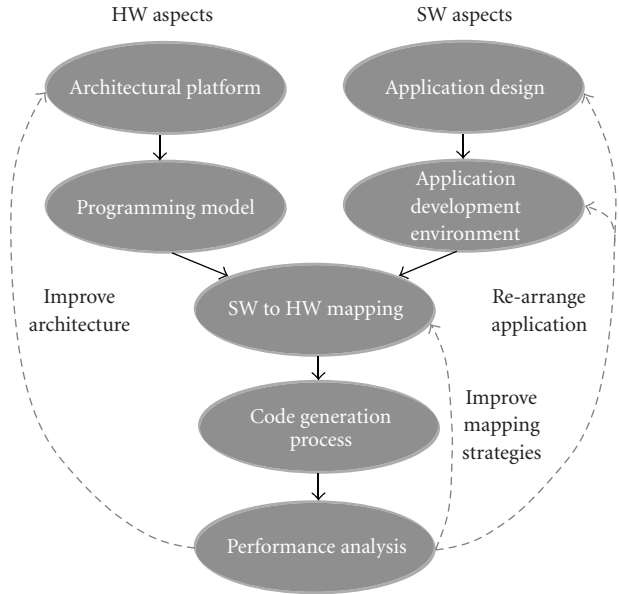 HW aspects
SW aspects
Architectural platform
Application design
Programming model
Application
development
environment
Improve
architecture
SW to HW mapping
Re-arrange
application
Code generation
process
Improve
mapping
strategies
Performance analysis